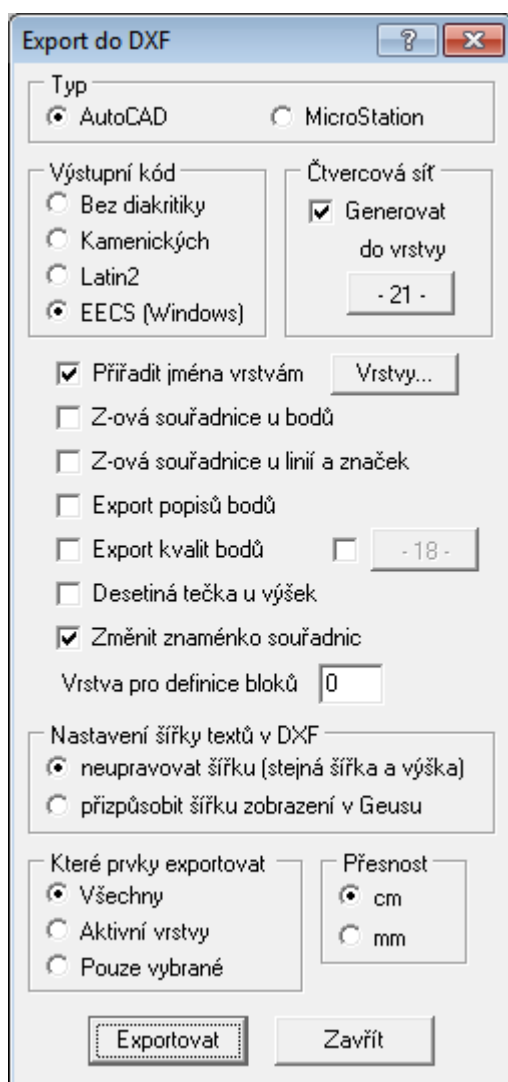 Export do DXF
Typ
AutoCAD MicroStation
Výstupní kód
Bez diakritiky
Kamenických
Latin2
EECS (Windows)
Čtvercová síť
Generovat
do vrstvy
- 21 -
Přiřadit jména vrstvám Vrstvy...
Z-ová souřadnice u bodů
Z-ová souřadnice u linií a značek
Export popisů bodů
Export kvalit bodů - 18 -
Desetiná tečka u výšek
Změnit znaménko souřadnic
Vrstva pro definice bloků 0
Nastavení šířky textů v DXF
neupravovat šířku (stejná šířka a výška)
přizpůsobit šířku zobrazení v Geusu
Které prvky exportovat
Všechny
Aktivní vrstvy
Pouze vybrané
Přesnost
cm
mm
Exportovat Zavřít